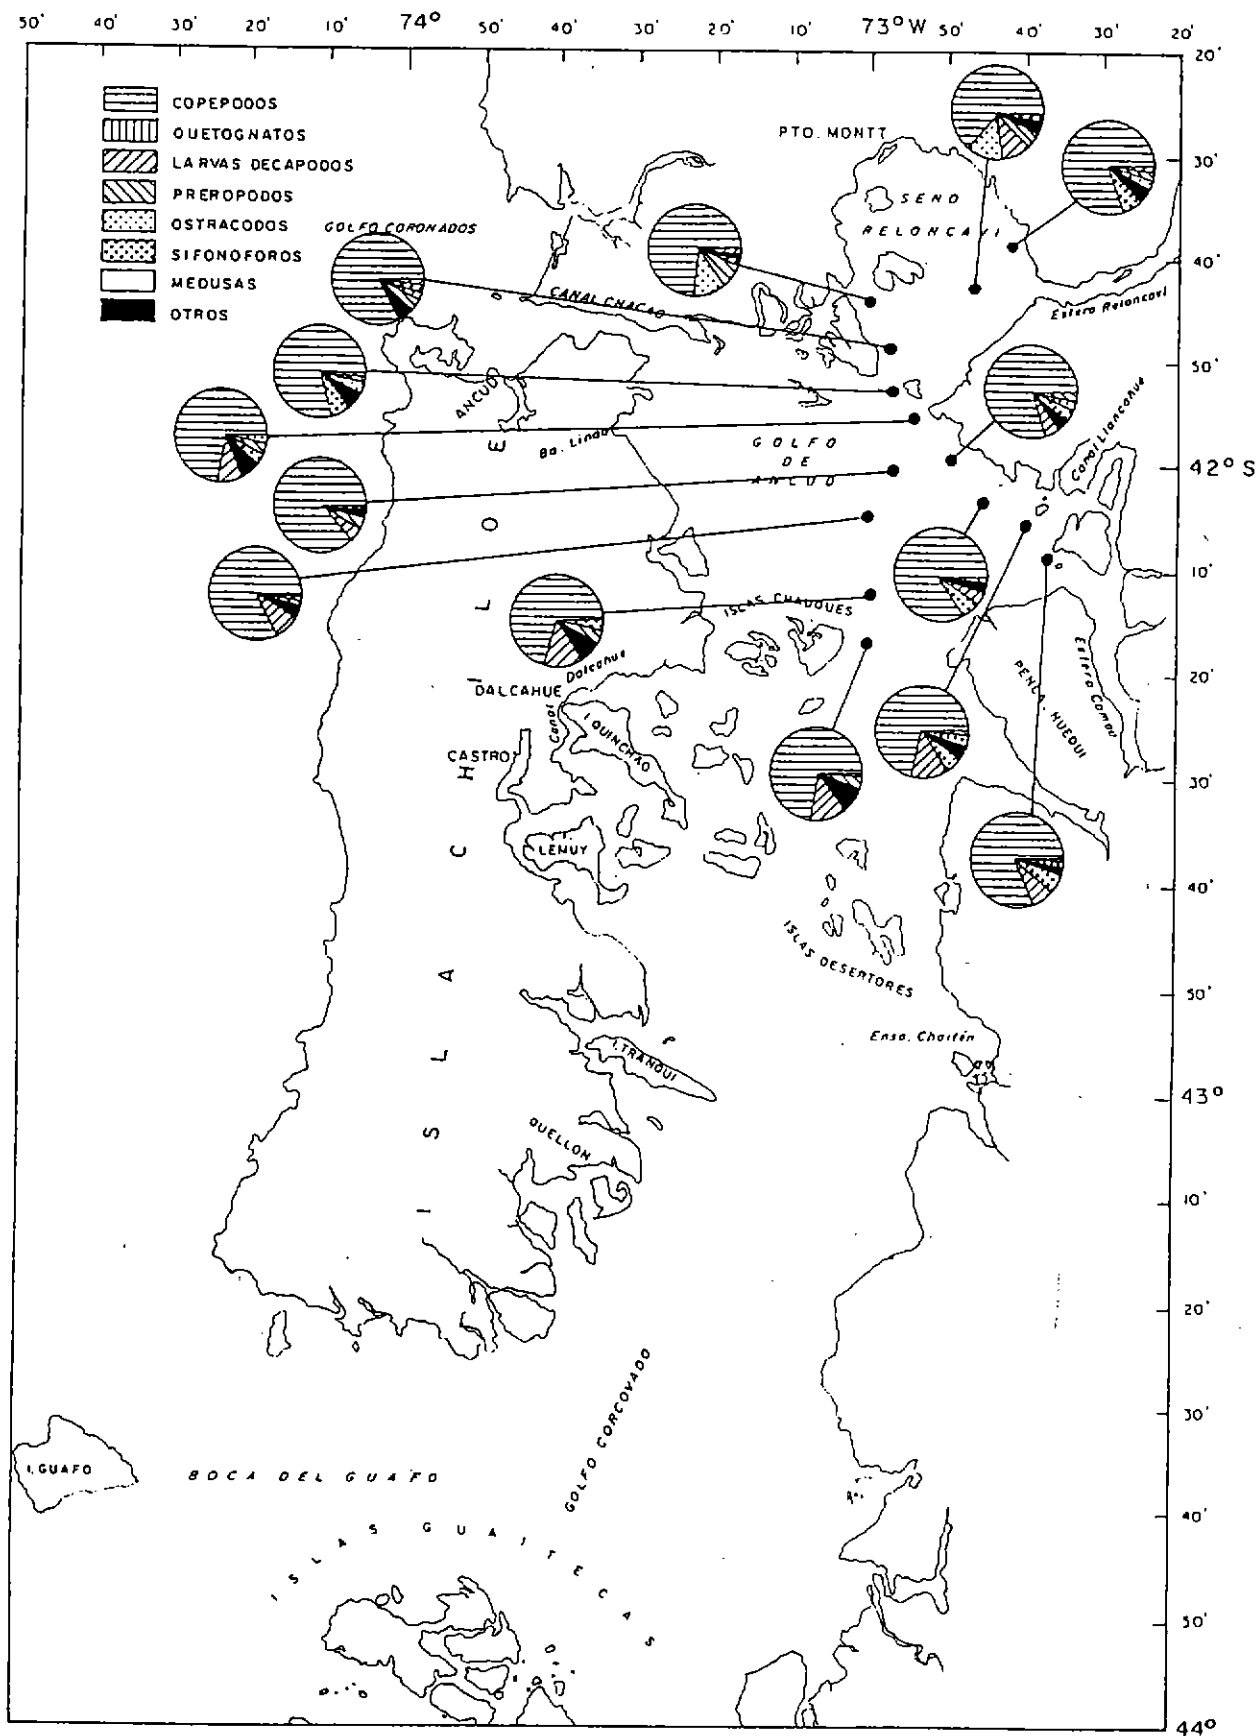 50' 40' 30' 20' 10' 74° 50' 40' 30' 20' 10' 73°W 50' 40' 30' 20'
20'
30'
40'
50'
42° S
10'
20'
30'
40'
50'
43°
10'
20'
30'
40'
50'
44°
COPEPODOS
QUETOGNATOS
LARVAS DECAPODOS
PREROPODOS
OSTRACODOS
SIFONOFOROS
MEDUSAS
OTROS
PTO. MONTT
SENO
RELONCAVI
GOLFO CORONADOS
CANAL CHACAO
Estero Reloncavi
ANCUD
Ba. Linda
GOLFO
DE
ANCUD
Canal Llancahue
ISLAS CHAUQUES
Canal Dalcahue
DALCAHUE
I. QUINCHAO
PENLA. HUEQUI
Estero Comau
CASTRO
I. LEMUY
ISLAS DESERTORES
Ensa. Chaitén
I. TRANQUI
QUELLON
ISLA CHILOE
GOLFO CORCOVADO
I. GUAFO
BOCA DEL GUAFO
ISLAS GUAITECAS